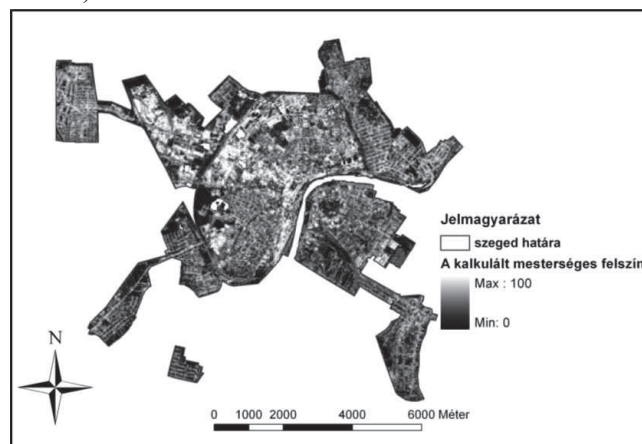 Jelmagyarázat
szeged határa
A kalkulált mesterséges felszín
Max : 100
Min: 0
N
0 1000 2000 4000 6000 Méter